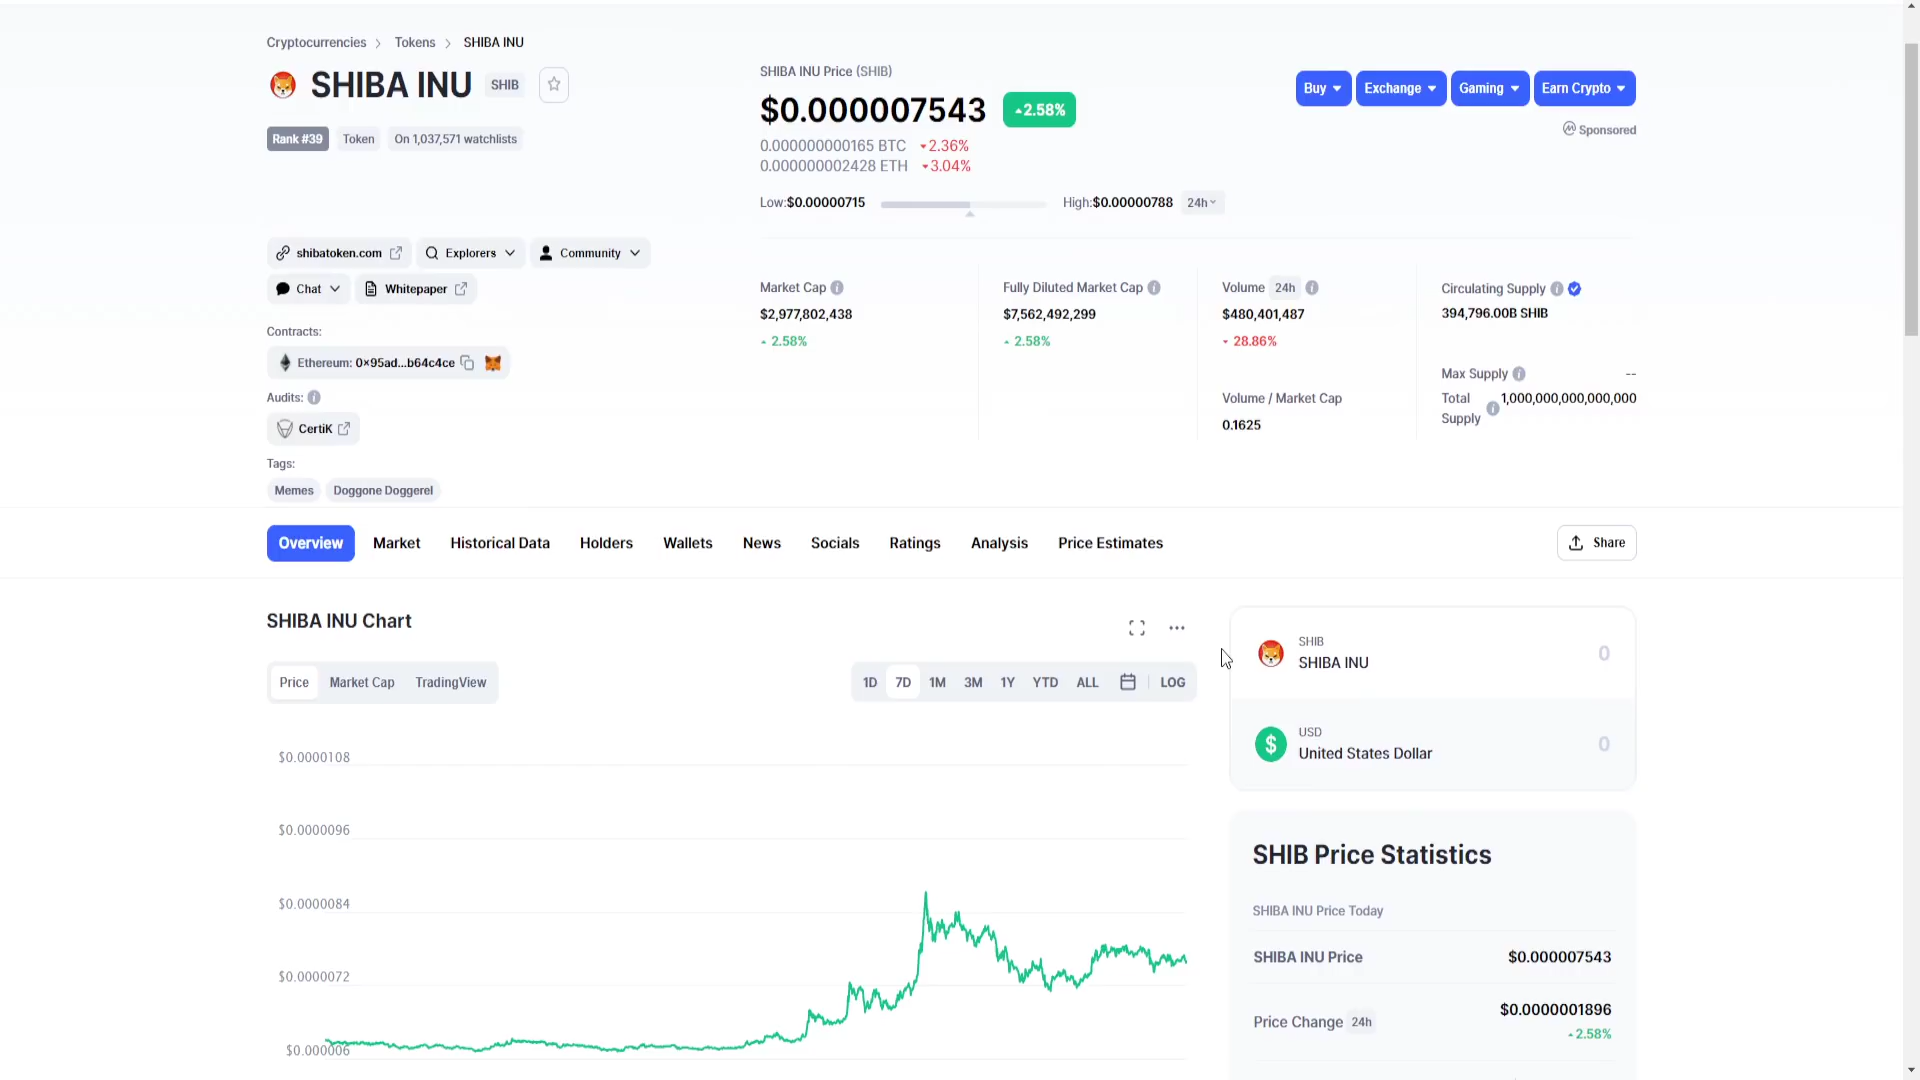 Cryptocurrencies > Tokens > SHIBA INU
SHIBA INU SHIB
Rank #39 Token On 1,037,571 watchlists
SHIBA INU Price (SHIB)
$0.000007543 2.58%
0.000000000165 BTC 2.36%
0.000000002428 ETH 3.04%
Low:$0.00000715 High:$0.00000788 24h
Buy Exchange Gaming Earn Crypto
Sponsored
shibatoken.com Explorers Community
Chat Whitepaper
Contracts:
Ethereum: 0x95ad...b64c4ce
Audits:
CertiK
Tags:
Memes Doggone Doggerel
Market Cap
$2,977,802,438
2.58%
Fully Diluted Market Cap
$7,562,492,299
2.58%
Volume 24h
$480,401,487
28.86%
Volume / Market Cap
0.1625
Circulating Supply
394,796.00B SHIB
Max Supply --
Total Supply 1,000,000,000,000,000
Overview Market Historical Data Holders Wallets News Socials Ratings Analysis Price Estimates Share
SHIBA INU Chart
Price Market Cap TradingView
1D 7D 1M 3M 1Y YTD ALL LOG
$0.0000108
$0.0000096
$0.0000084
$0.0000072
$0.000006
SHIB
SHIBA INU 0
USD
United States Dollar 0
SHIB Price Statistics
SHIBA INU Price Today
SHIBA INU Price $0.000007543
Price Change 24h $0.0000001896
2.58%